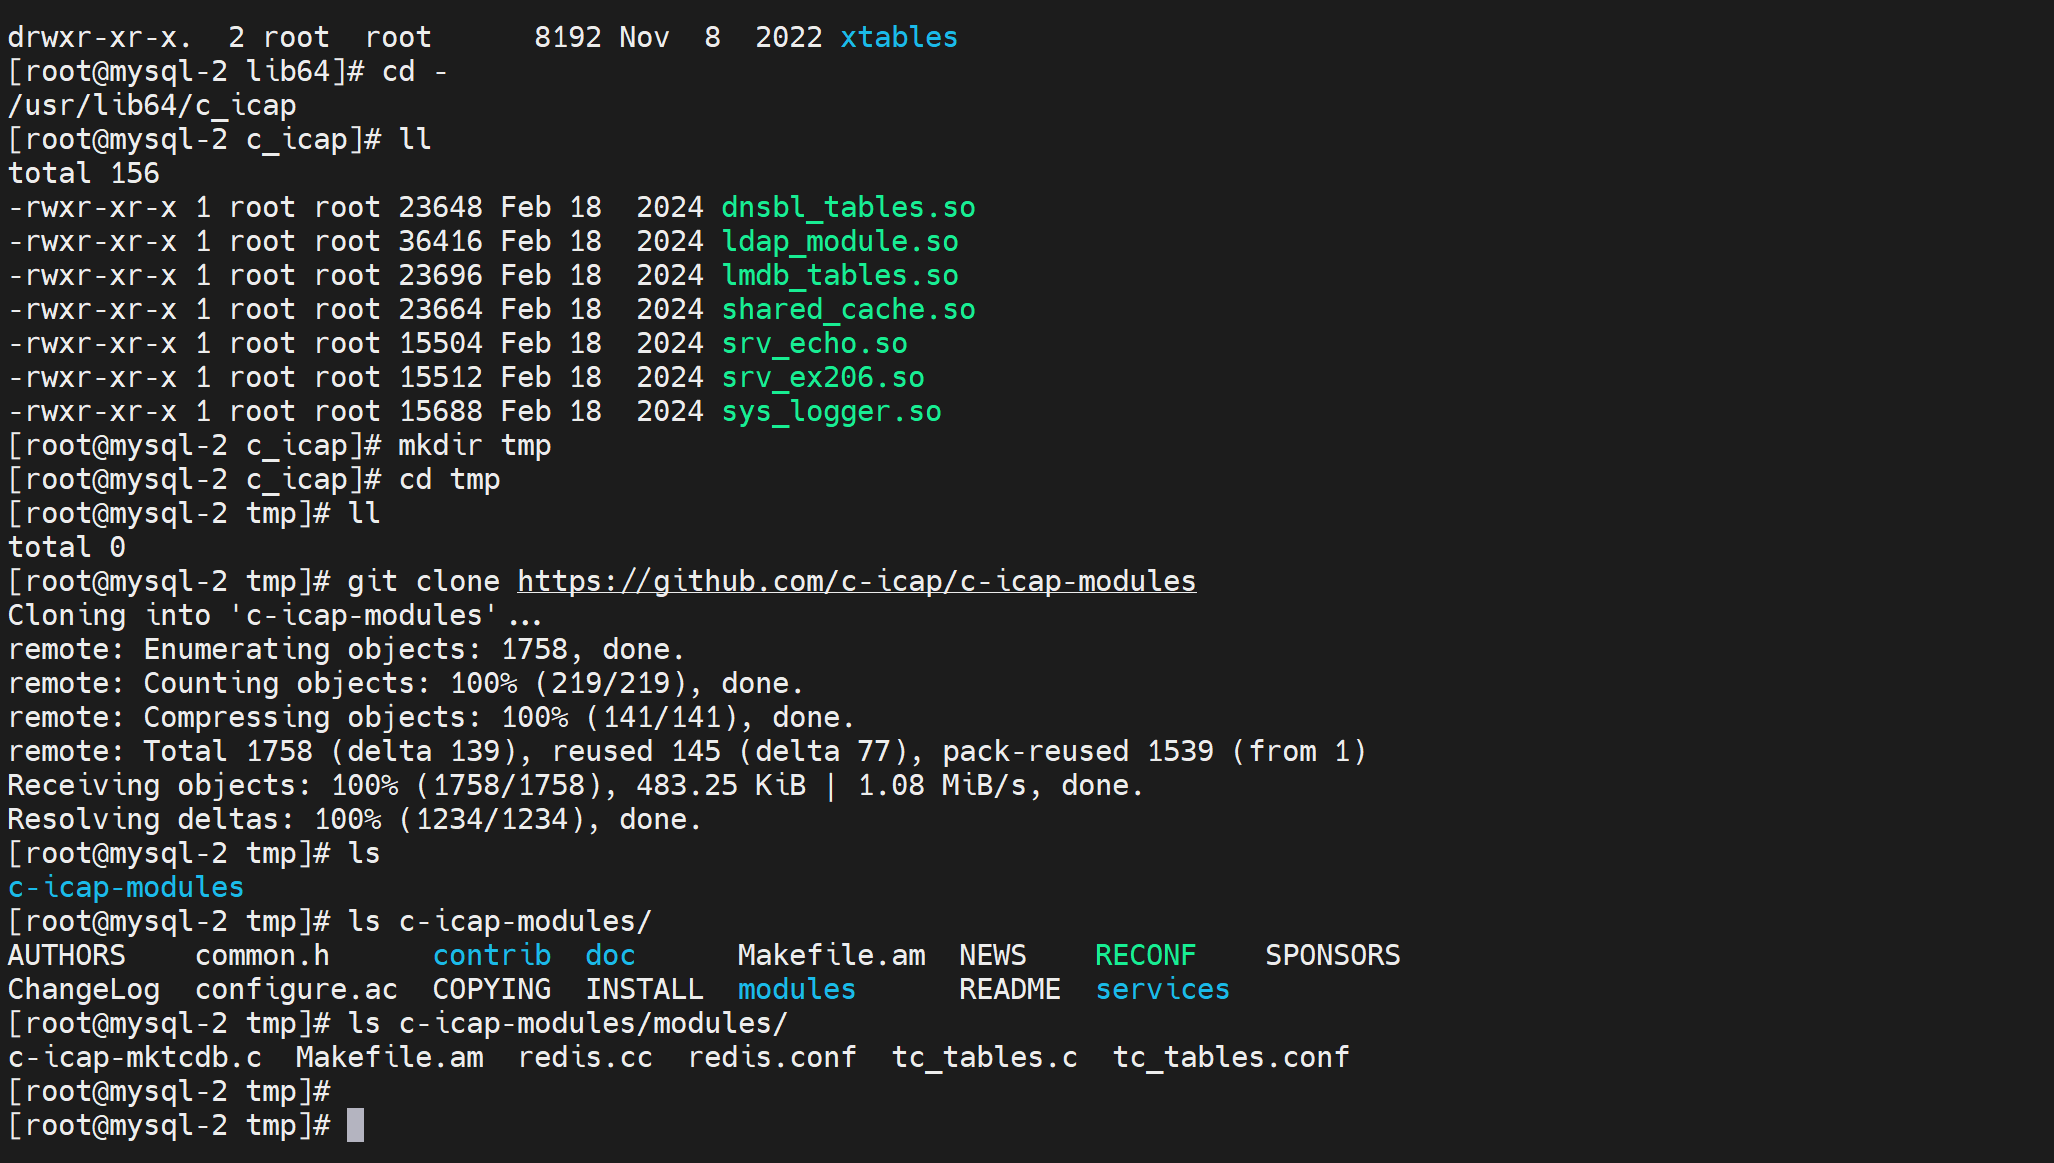 drwxr-xr-x.  2 root  root      8192 Nov  8  2022 xtables
[root@mysql-2 lib64]# cd -
/usr/lib64/c_icap
[root@mysql-2 c_icap]# ll
total 156
-rwxr-xr-x 1 root root 23648 Feb 18  2024 dnsbl_tables.so
-rwxr-xr-x 1 root root 36416 Feb 18  2024 ldap_module.so
-rwxr-xr-x 1 root root 23696 Feb 18  2024 lmdb_tables.so
-rwxr-xr-x 1 root root 23664 Feb 18  2024 shared_cache.so
-rwxr-xr-x 1 root root 15504 Feb 18  2024 srv_echo.so
-rwxr-xr-x 1 root root 15512 Feb 18  2024 srv_ex206.so
-rwxr-xr-x 1 root root 15688 Feb 18  2024 sys_logger.so
[root@mysql-2 c_icap]# mkdir tmp
[root@mysql-2 c_icap]# cd tmp
[root@mysql-2 tmp]# ll
total 0
[root@mysql-2 tmp]# git clone https://github.com/c-icap/c-icap-modules
Cloning into 'c-icap-modules'...
remote: Enumerating objects: 1758, done.
remote: Counting objects: 100% (219/219), done.
remote: Compressing objects: 100% (141/141), done.
remote: Total 1758 (delta 139), reused 145 (delta 77), pack-reused 1539 (from 1)
Receiving objects: 100% (1758/1758), 483.25 KiB | 1.08 MiB/s, done.
Resolving deltas: 100% (1234/1234), done.
[root@mysql-2 tmp]# ls
c-icap-modules
[root@mysql-2 tmp]# ls c-icap-modules/
AUTHORS    common.h      contrib  doc      Makefile.am  NEWS    RECONF    SPONSORS
ChangeLog  configure.ac  COPYING  INSTALL  modules      README  services
[root@mysql-2 tmp]# ls c-icap-modules/modules/
c-icap-mktcdb.c  Makefile.am  redis.cc  redis.conf  tc_tables.c  tc_tables.conf
[root@mysql-2 tmp]#
[root@mysql-2 tmp]#